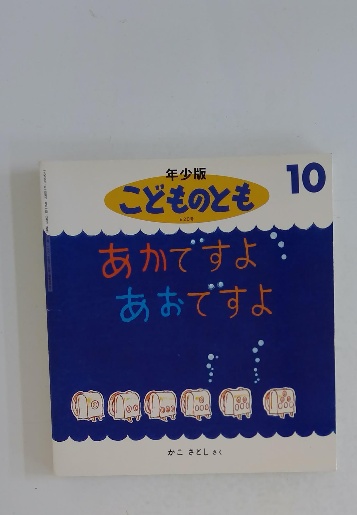 年少版
こどものとも
10
あかですよ
あおですよ
かこ さとし さく